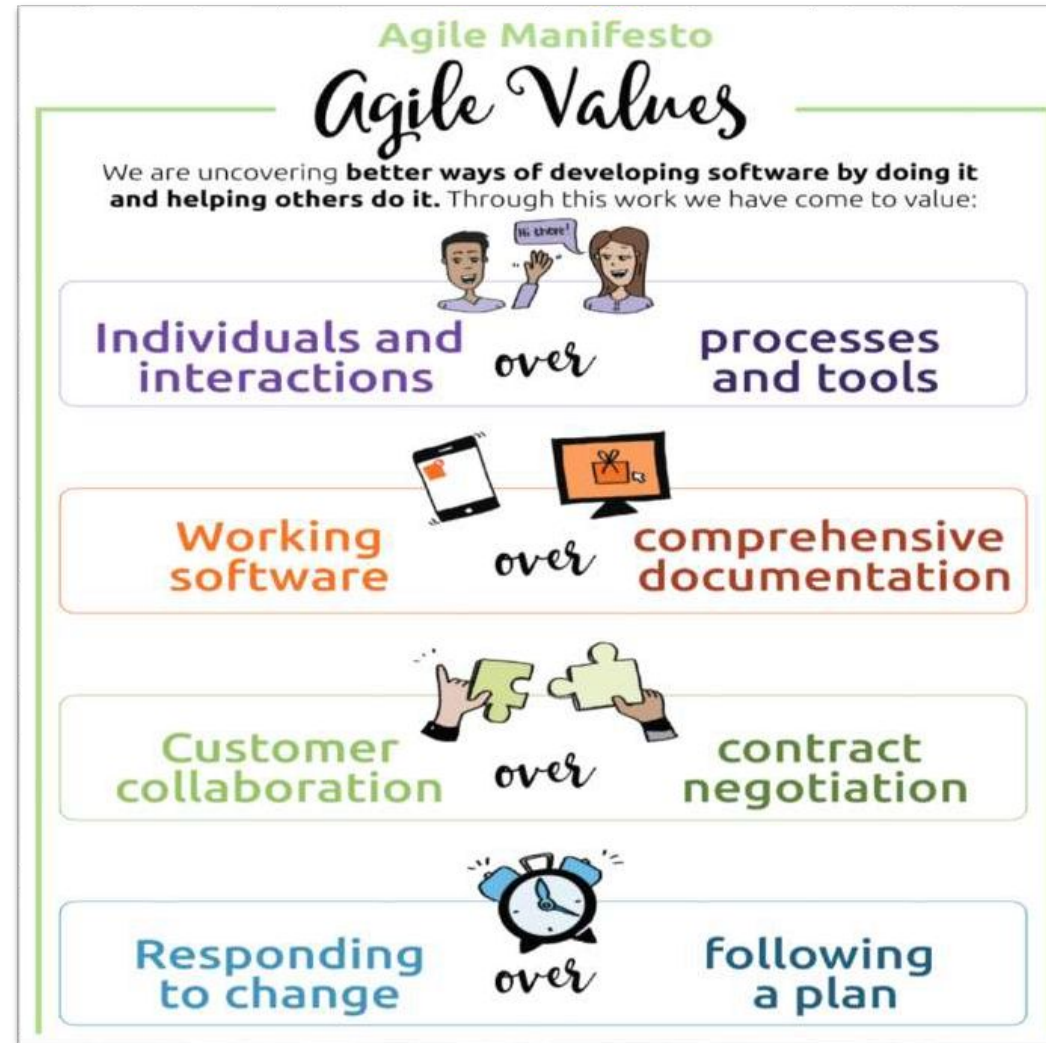 Agile Manifesto
Agile Values
We are uncovering better ways of developing software by doing it
and helping others do it. Through this work we have come to value:
Hi there!
Individuals and
interactions
over
processes
and tools
Working
software
over
comprehensive
documentation
Customer
collaboration
over
contract
negotiation
Responding
to change
over
following
a plan